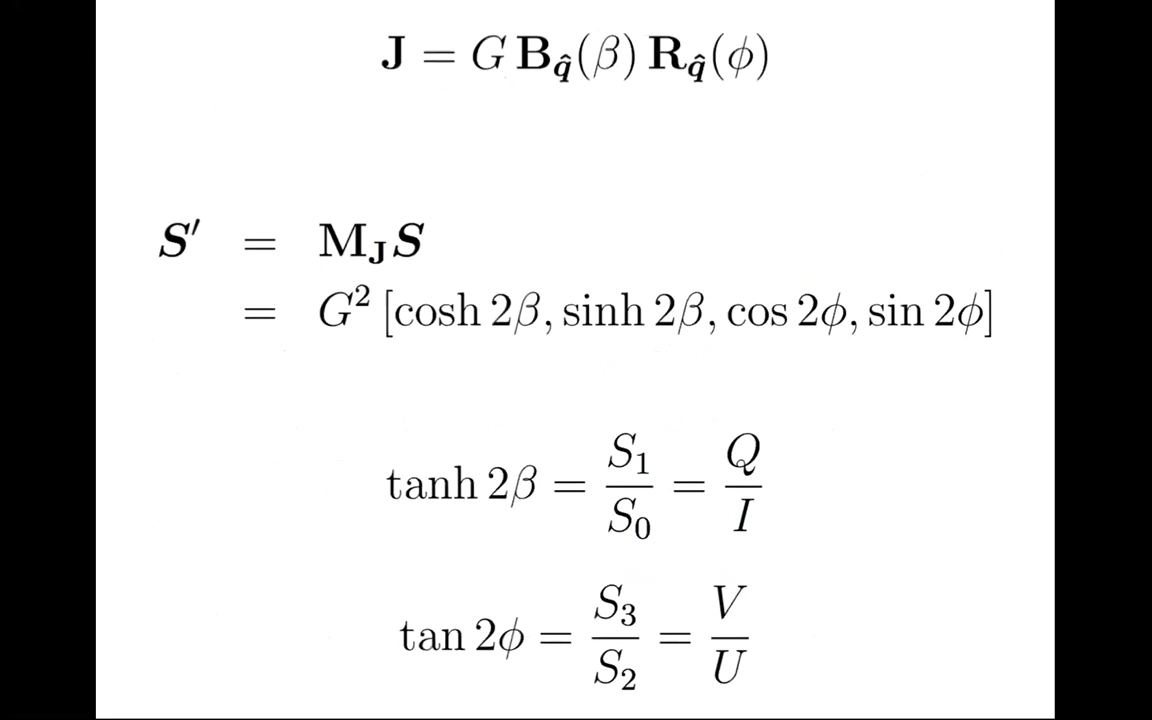 J = G B_q̂(β) R_q̂(ϕ)
S′ = M_J S
= G² [cosh 2β, sinh 2β, cos 2ϕ, sin 2ϕ]
tanh 2β = S₁/S₀ = Q/I
tan 2ϕ = S₃/S₂ = V/U